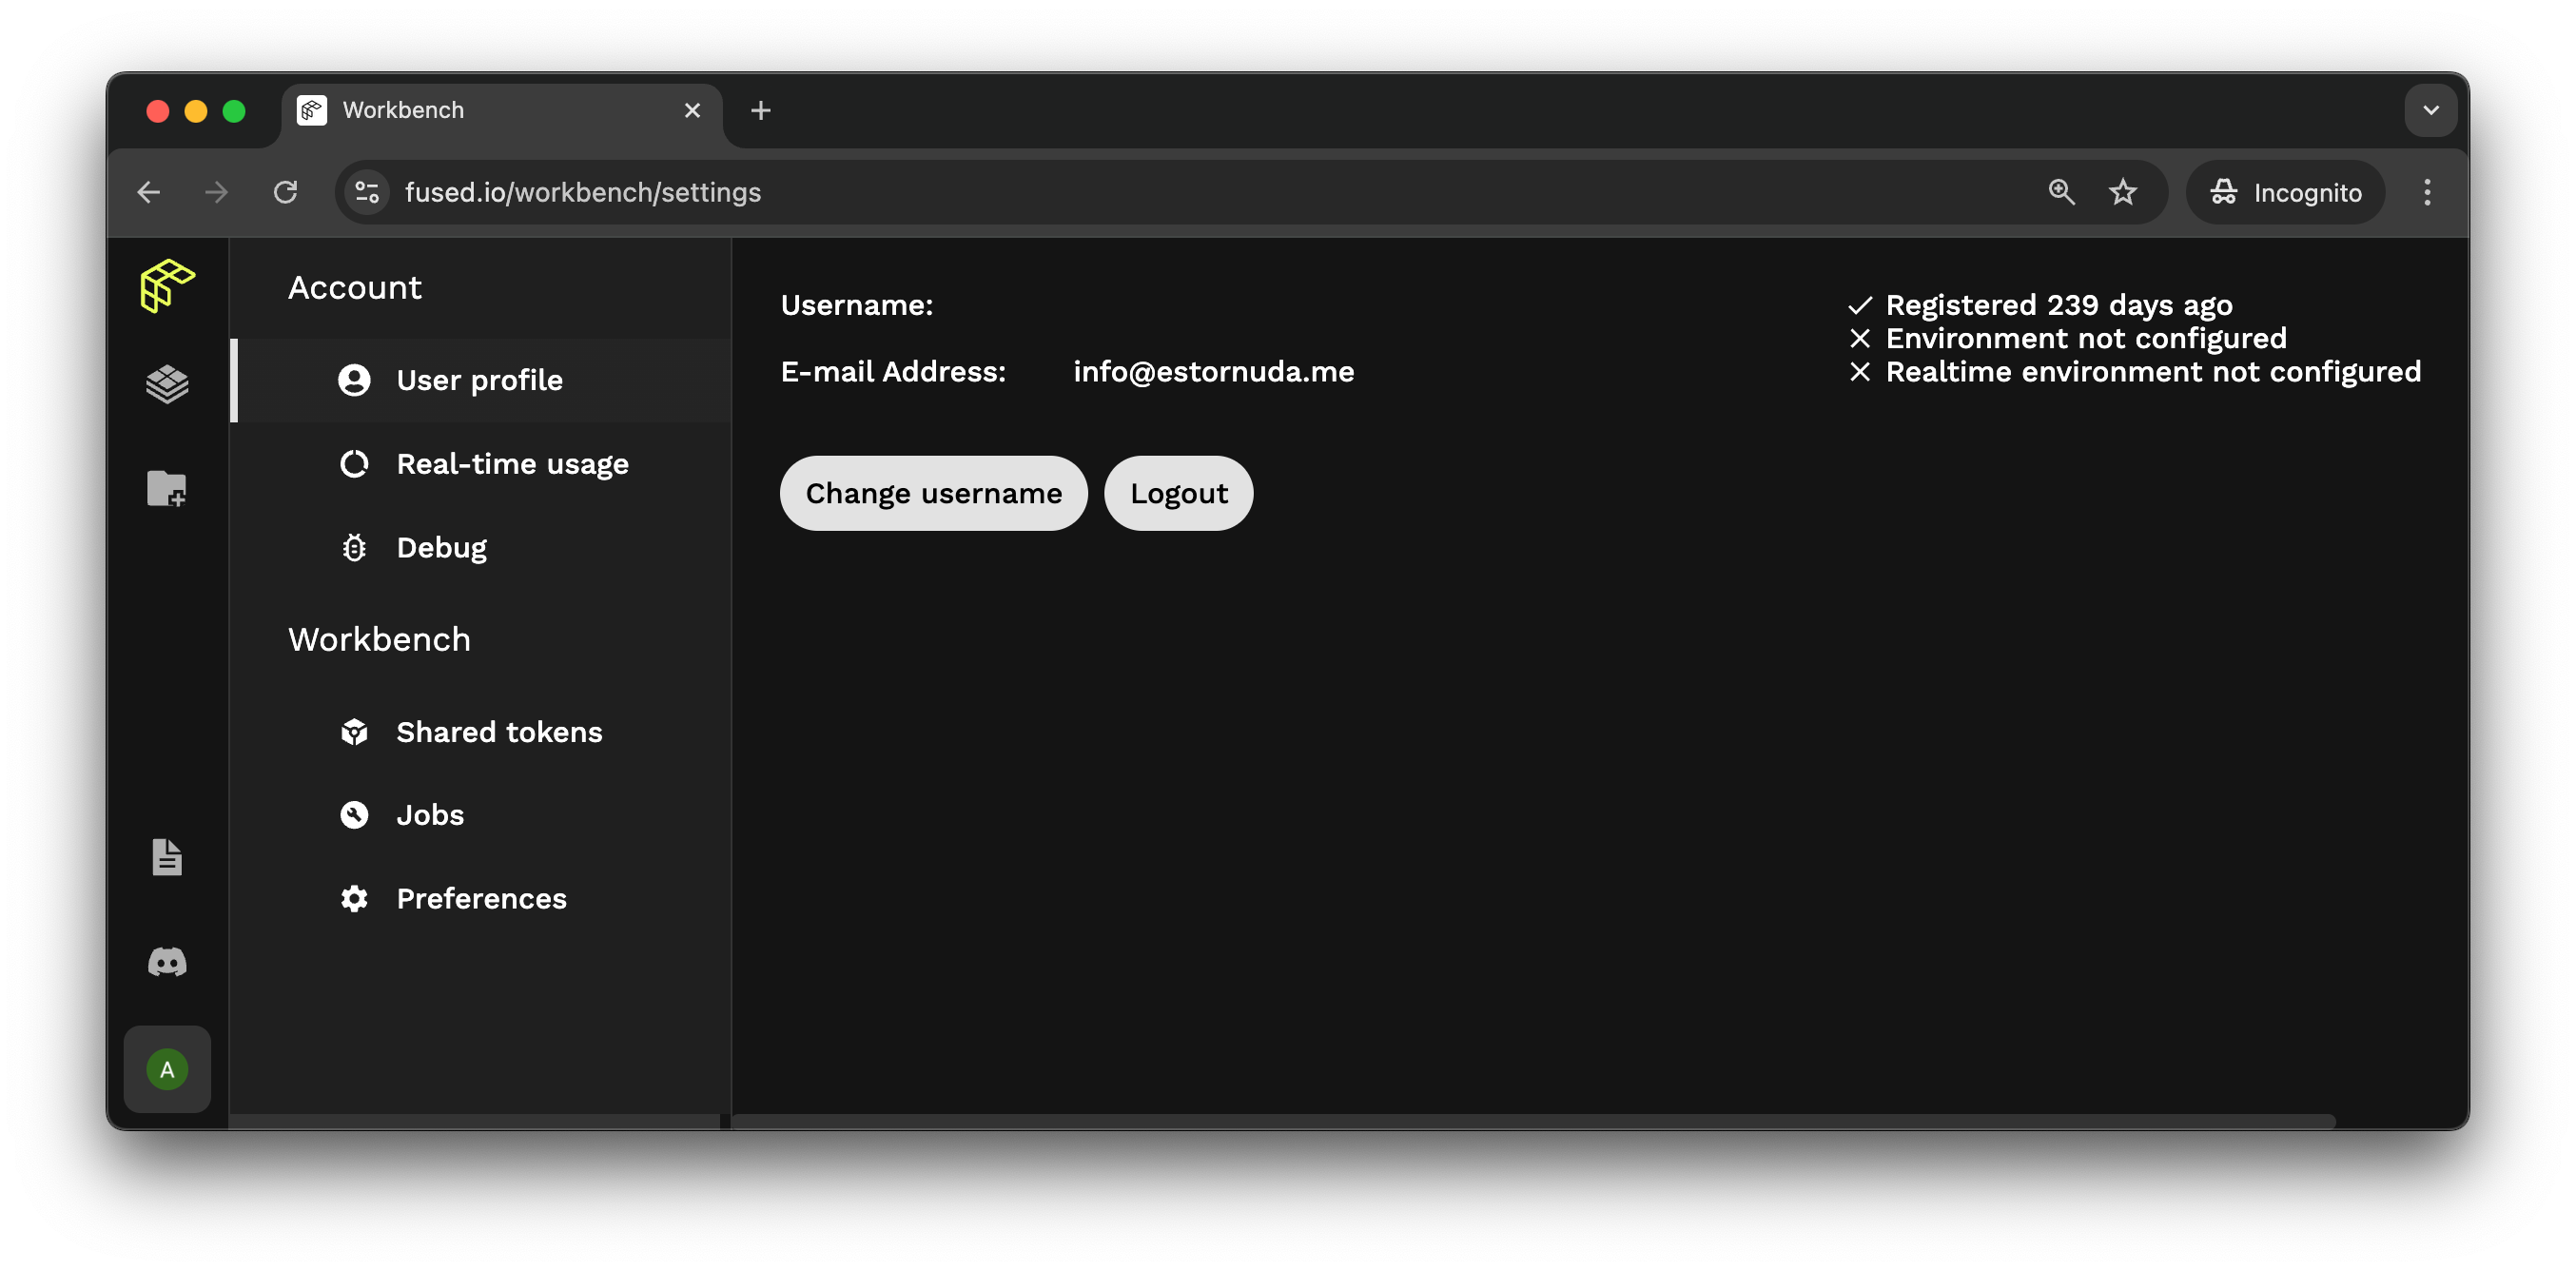 Workbench
fused.io/workbench/settings
Incognito
Account
User profile
Real-time usage
Debug
Workbench
Shared tokens
Jobs
Preferences
A
Username:
E-mail Address: info@estornuda.me
Change username Logout
Registered 239 days ago
Environment not configured
Realtime environment not configured